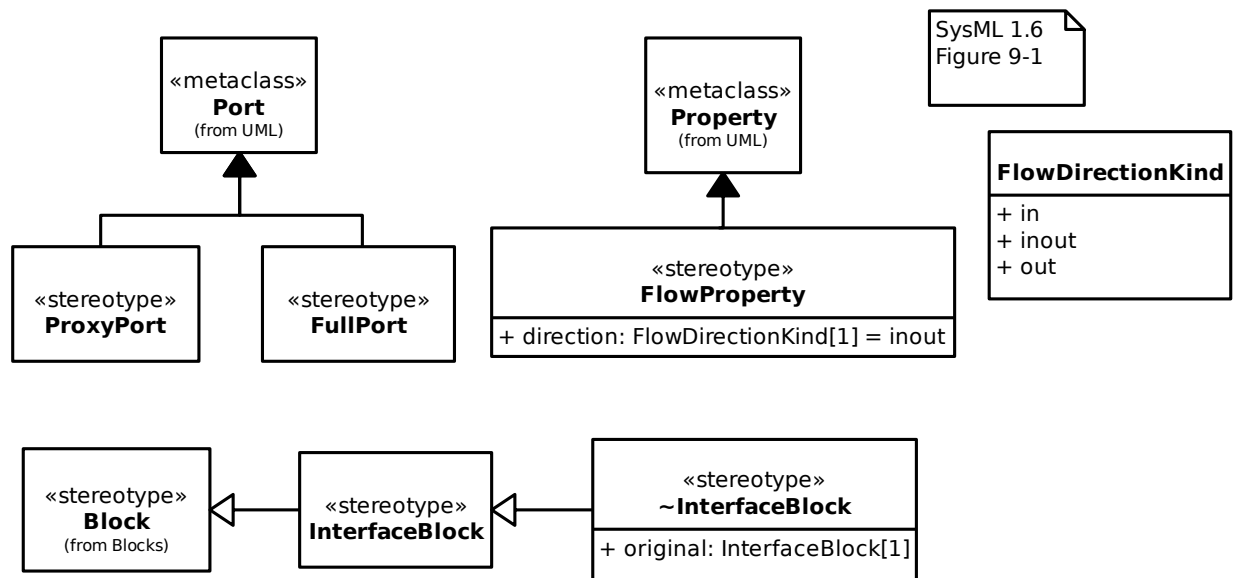 «metaclass»
Port
(from UML)
«metaclass»
Property
(from UML)
SysML 1.6
Figure 9-1
FlowDirectionKind
+ in
+ inout
+ out
«stereotype»
ProxyPort
«stereotype»
FullPort
«stereotype»
FlowProperty
+ direction: FlowDirectionKind[1] = inout
«stereotype»
Block
(from Blocks)
«stereotype»
InterfaceBlock
«stereotype»
~InterfaceBlock
+ original: InterfaceBlock[1]